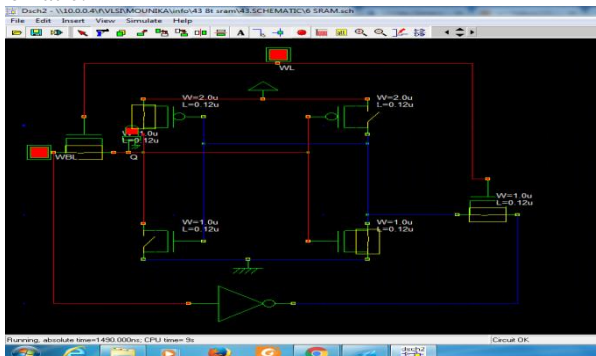 Dsch2 - \\10.0.0.4\f\VLSI\MOUNIKA\info\43 8t sram\43.SCHEMATIC\6 SRAM.sch
File Edit Insert View Simulate Help
WL
W=2.0u
L=0.12u
W=2.0u
L=0.12u
W=1.0u
L=0.12u
WBL
Q
W=1.0u
L=0.12u
W=1.0u
L=0.12u
W=1.0u
L=0.12u
Running, absolute time=1490.000ns; CPU time= 9s
Circuit OK
dsch2